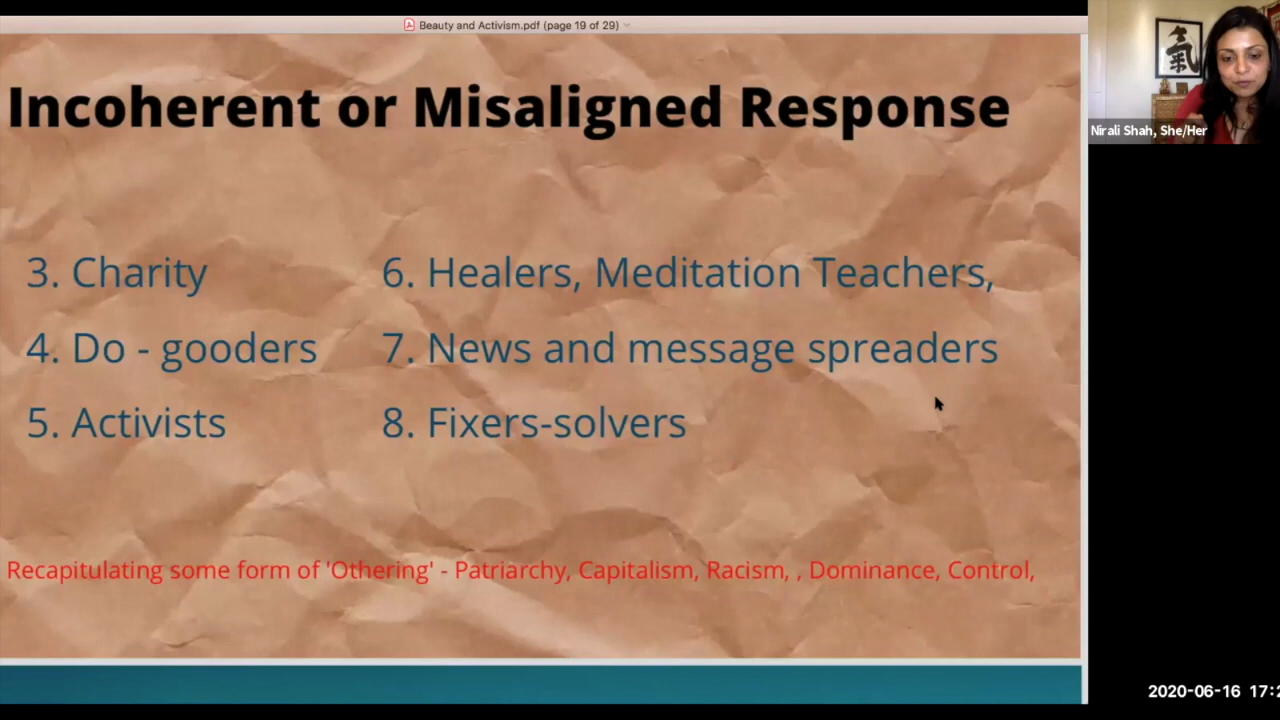 Beauty and Activism.pdf (page 19 of 29)
Incoherent or Misaligned Response
3. Charity
4. Do - gooders
5. Activists
6. Healers, Meditation Teachers,
7. News and message spreaders
8. Fixers-solvers
Recapitulating some form of 'Othering' - Patriarchy, Capitalism, Racism, , Dominance, Control,
氣
Nirali Shah, She/Her
2020-06-16 17:2